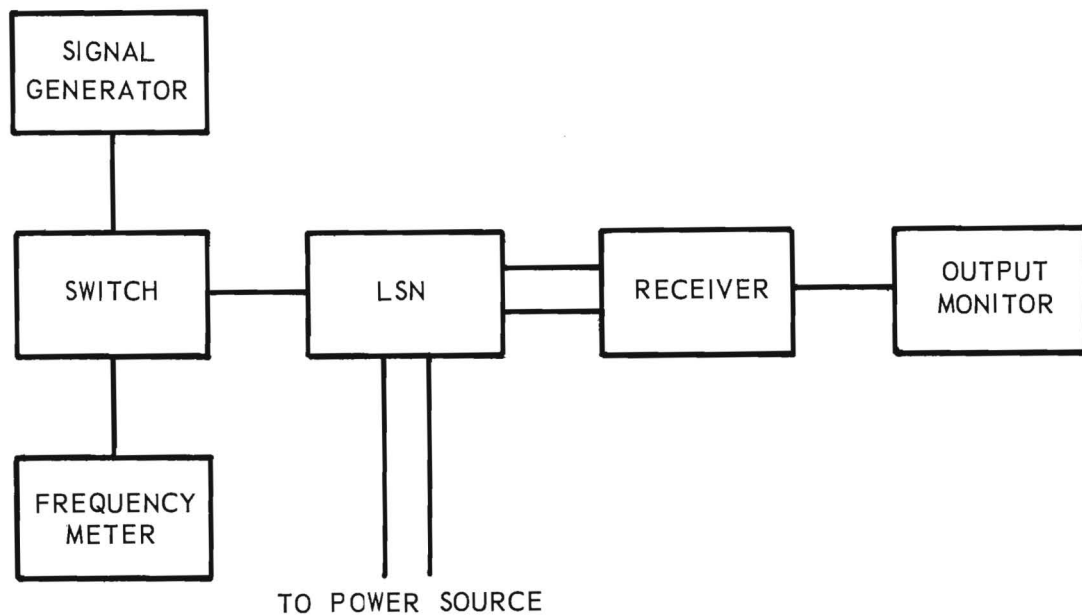 SIGNAL
GENERATOR
SWITCH
LSN
RECEIVER
OUTPUT
MONITOR
FREQUENCY
METER
TO POWER SOURCE